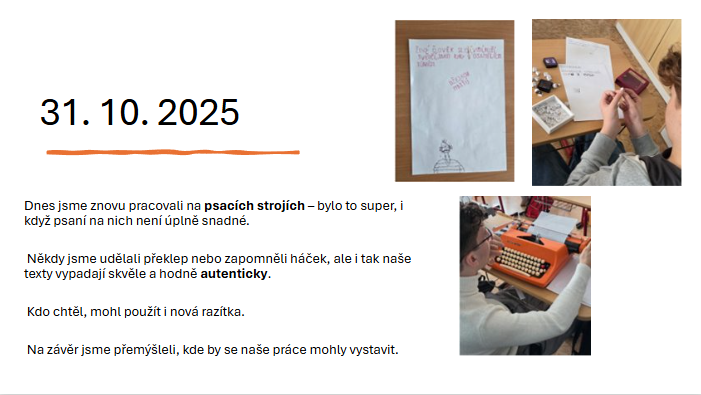 31. 10. 2025
Dnes jsme znovu pracovali na psacích strojích – bylo to super, i
když psaní na nich není úplně snadné.
Někdy jsme udělali překlep nebo zapomněli háček, ale i tak naše
texty vypadají skvěle a hodně autenticky.
Kdo chtěl, mohl použít i nová razítka.
Na závěr jsme přemýšleli, kde by se naše práce mohly vystavit.